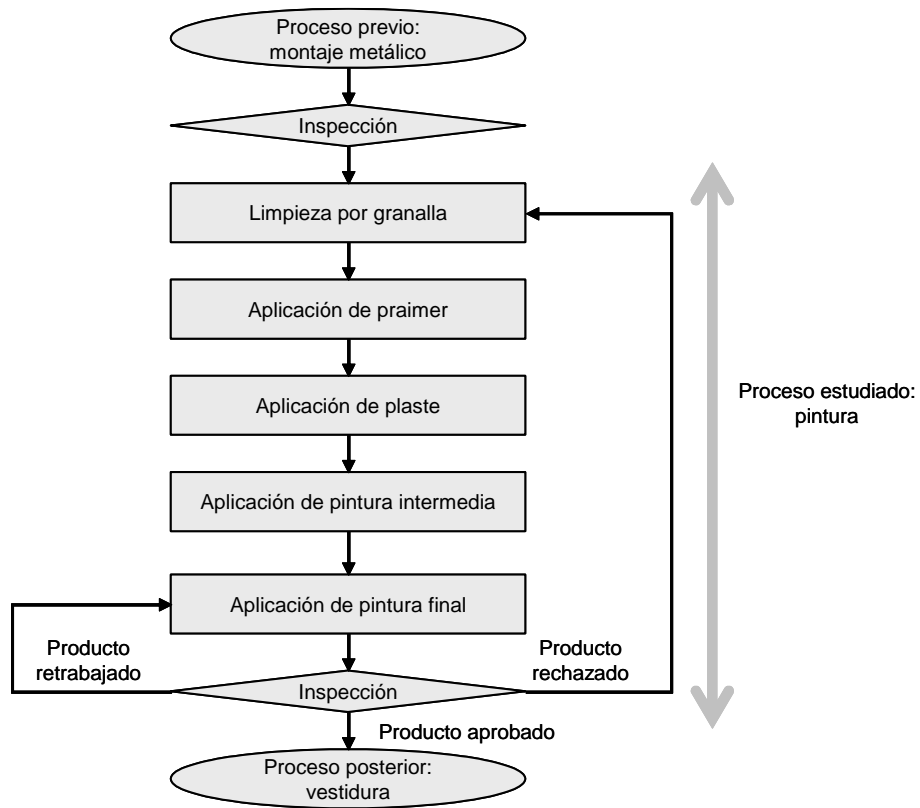 Proceso previo:
montaje metálico
Inspección
Limpieza por granalla
Aplicación de praimer
Aplicación de plaste
Proceso estudiado:
pintura
Aplicación de pintura intermedia
Aplicación de pintura final
Producto
retrabajado
Producto
rechazado
Inspección
Producto aprobado
Proceso posterior:
vestidura